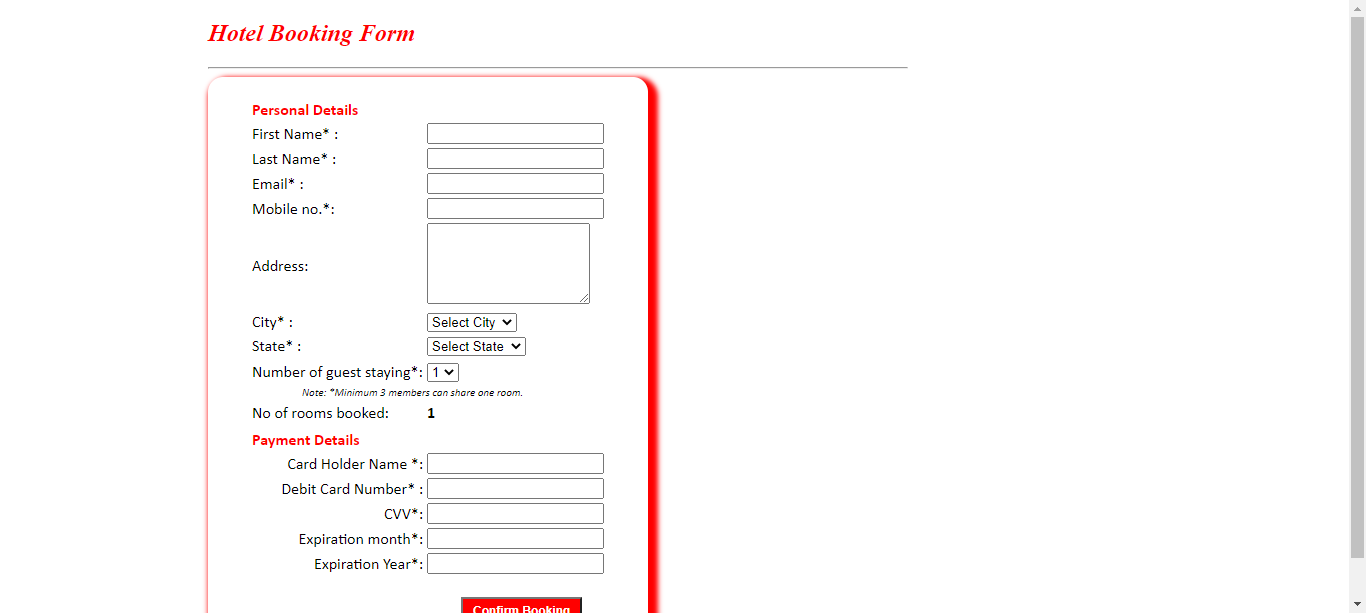 Hotel Booking Form
Personal Details
First Name* :
Last Name* :
Email* :
Mobile no.*:
Address:
City* : Select City
State* : Select State
Number of guest staying*: 1
Note: *Minimum 3 members can share one room.
No of rooms booked: 1
Payment Details
Card Holder Name *:
Debit Card Number* :
CVV*:
Expiration month*:
Expiration Year*:
Confirm Booking